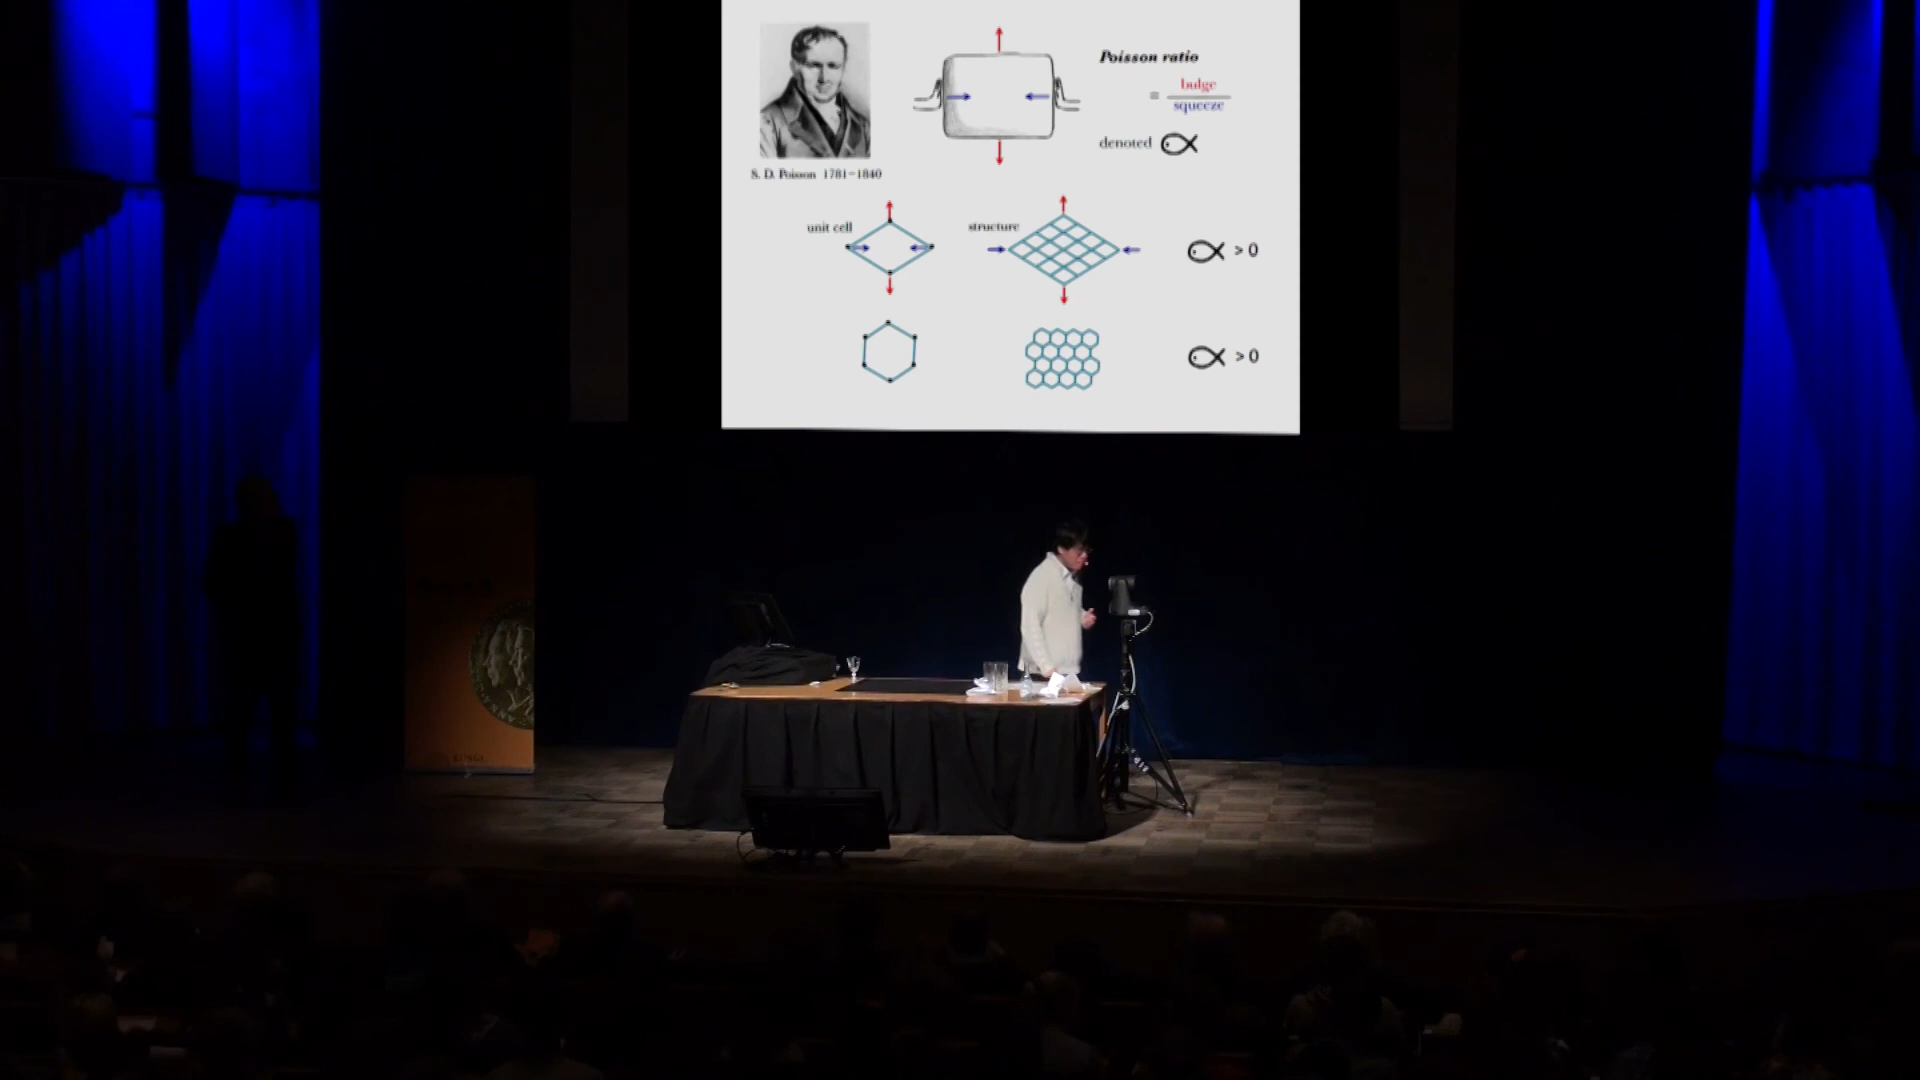 Poisson ratio
= bulge
squeeze
denoted
S. D. Poisson 1781-1840
unit cell
structure
> 0
> 0